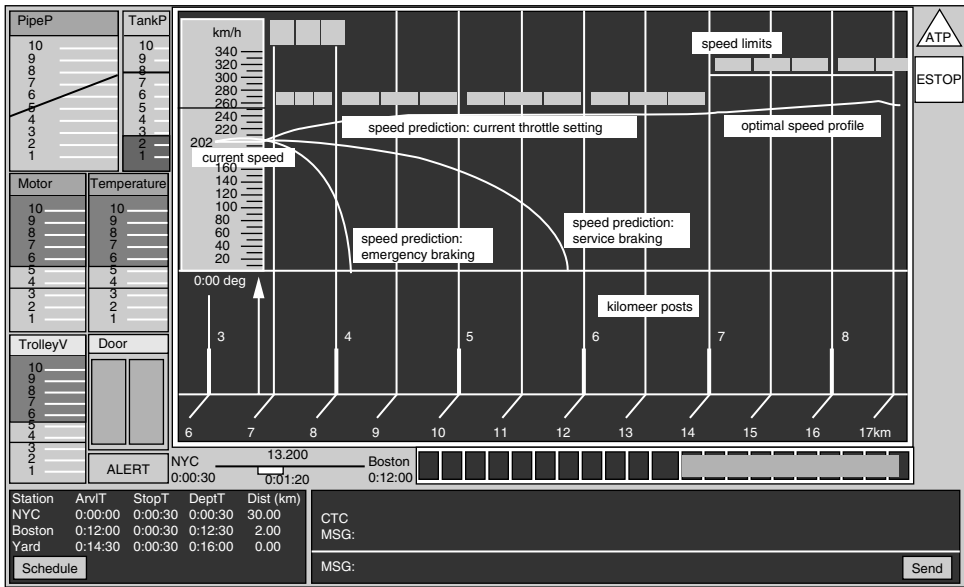 PipeP
10
9
8
7
6
5
4
3
2
1
TankP
10
9
8
7
6
5
4
3
2
1
Motor
10
9
8
7
6
5
4
3
2
1
Temperature
10
9
8
7
6
5
4
3
2
1
TrolleyV
10
9
8
7
6
5
4
3
2
1
Door
ALERT
km/h
340
320
300
280
260
240
220
202
current speed
160
140
120
100
80
60
40
20
0:00 deg
speed limits
speed prediction: current throttle setting
optimal speed profile
speed prediction:
emergency braking
speed prediction:
service braking
kilomeer posts
3 4 5 6 7 8
6 7 8 9 10 11 12 13 14 15 16 17km
ATP
ESTOP
NYC 13.200 Boston
0:00:30 0:01:20 0:12:00
Station ArvlT StopT DeptT Dist (km)
NYC 0:00:00 0:00:30 0:00:30 30.00
Boston 0:12:00 0:00:30 0:12:30 2.00
Yard 0:14:30 0:00:30 0:16:00 0.00
Schedule
CTC
MSG:
MSG:
Send